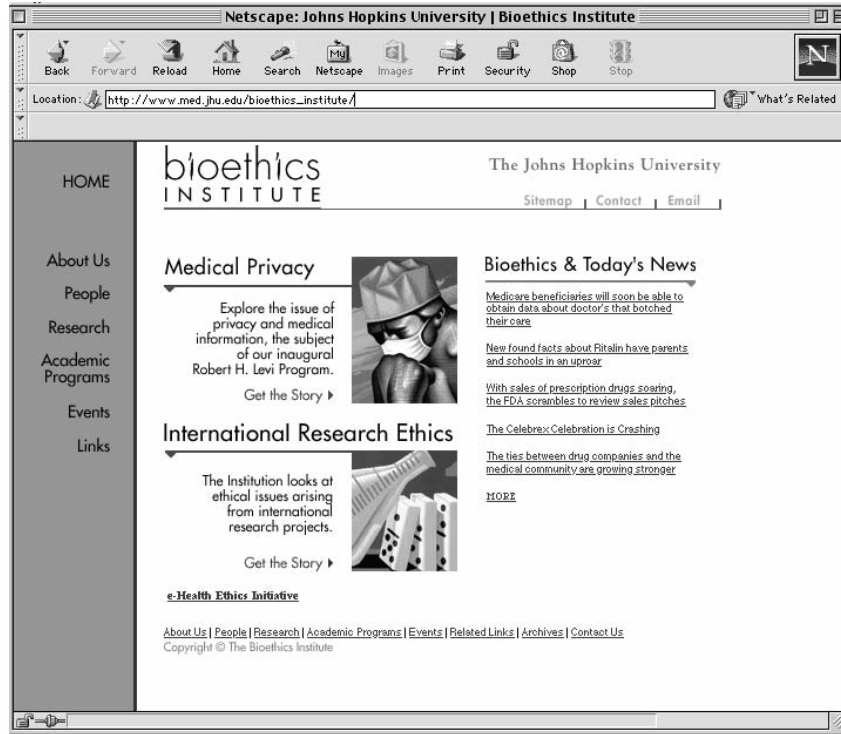 Netscape: Johns Hopkins University | Bioethics Institute
Back Forward Reload Home Search Netscape Images Print Security Shop Stop
My
N
Location: http://www.med.jhu.edu/bioethics_institute/ What's Related
HOME
About Us
People
Research
Academic
Programs
Events
Links
bioethics
INSTITUTE
The Johns Hopkins University
Sitemap | Contact | Email |
Medical Privacy
Explore the issue of
privacy and medical
information, the subject
of our inaugural
Robert H. Levi Program.
Get the Story
International Research Ethics
The Institution looks at
ethical issues arising
from international
research projects.
Get the Story
e-Health Ethics Initiative
Bioethics & Today's News
Medicare beneficiaries will soon be able to
obtain data about doctor's that botched
their care
New found facts about Ritalin have parents
and schools in an uproar
With sales of prescription drugs soaring,
the FDA scrambles to review sales pitches
The Celebrex Celebration is Crashing
The ties between drug companies and the
medical community are growing stronger
MORE
About Us | People | Research | Academic Programs | Events | Related Links | Archives | Contact Us
Copyright © The Bioethics Institute